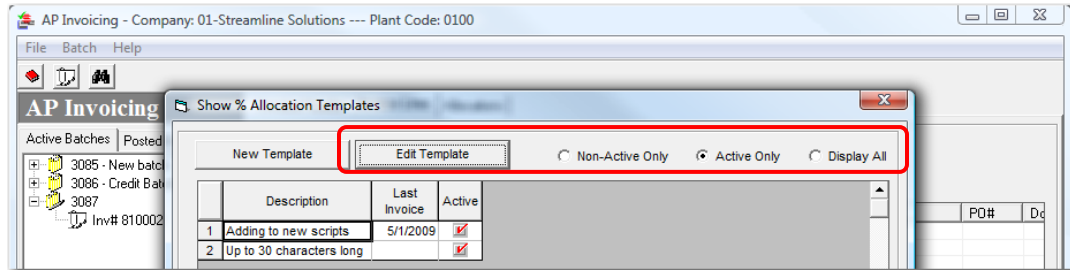 AP Invoicing - Company: 01-Streamline Solutions --- Plant Code: 0100
File Batch Help
AP Invoicing
Show % Allocation Templates
Active Batches Posted
New Template Edit Template Non-Active Only Active Only Display All
3085 - New batch
3086 - Credit Bat
3087
Inv# 810002
Description Last Invoice Active
PO# Do
1 Adding to new scripts 5/1/2009
2 Up to 30 characters long